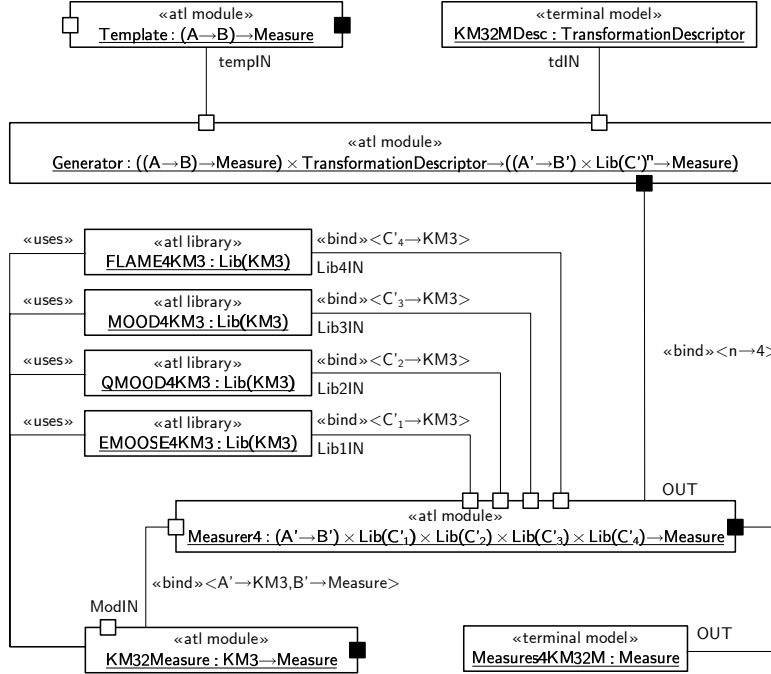 «atl module»
Template : (A→B)→Measure
«terminal model»
KM32MDesc : TransformationDescriptor
tempIN
tdIN
«atl module»
Generator : ((A→B)→Measure) × TransformationDescriptor→((A'→B') × Lib(C')ⁿ→Measure)
«uses»
«atl library»
FLAME4KM3 : Lib(KM3)
«bind»<C'₄→KM3>
Lib4IN
«uses»
«atl library»
MOOD4KM3 : Lib(KM3)
«bind»<C'₃→KM3>
Lib3IN
«bind»<n→4>
«uses»
«atl library»
QMOOD4KM3 : Lib(KM3)
«bind»<C'₂→KM3>
Lib2IN
«uses»
«atl library»
EMOOSE4KM3 : Lib(KM3)
«bind»<C'₁→KM3>
Lib1IN
OUT
«atl module»
Measurer4 : (A'→B') × Lib(C'₁) × Lib(C'₂) × Lib(C'₃) × Lib(C'₄)→Measure
«bind»<A'→KM3,B'→Measure>
ModIN
«atl module»
KM32Measure : KM3→Measure
«terminal model»
Measures4KM32M : Measure
OUT